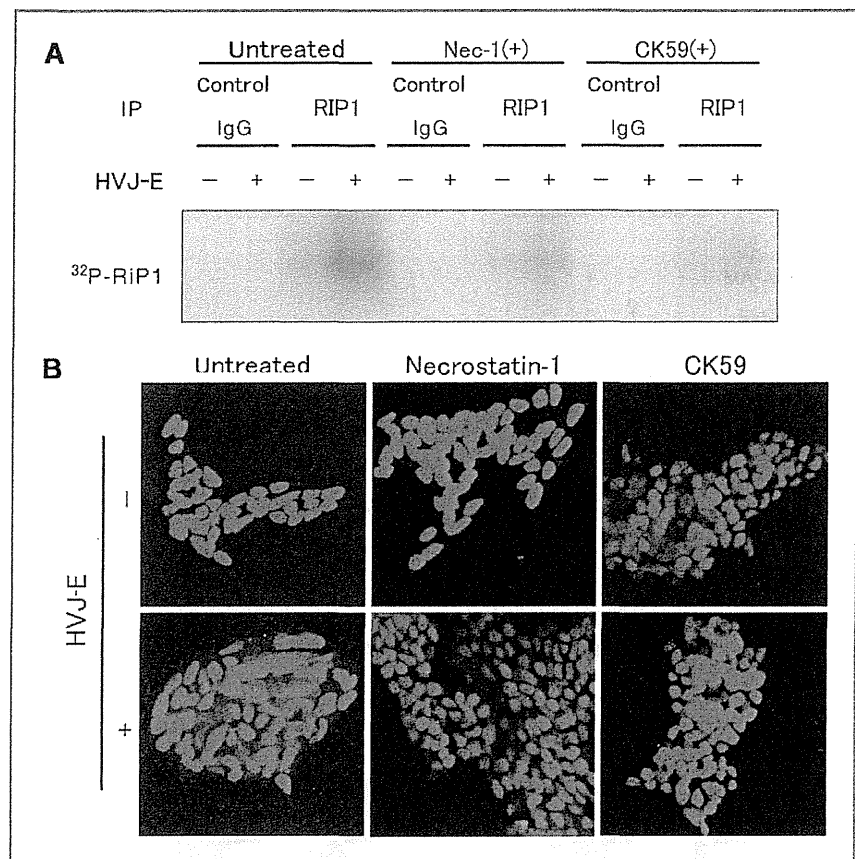 A
Untreated Nec-1(+) CK59(+)
Control Control Control
IP RIP1 RIP1 RIP1
IgG IgG IgG
HVJ-E − + − + − + − + − + − +
³²P-RiP1
B
Untreated Necrostatin-1 CK59
−
HVJ-E
+